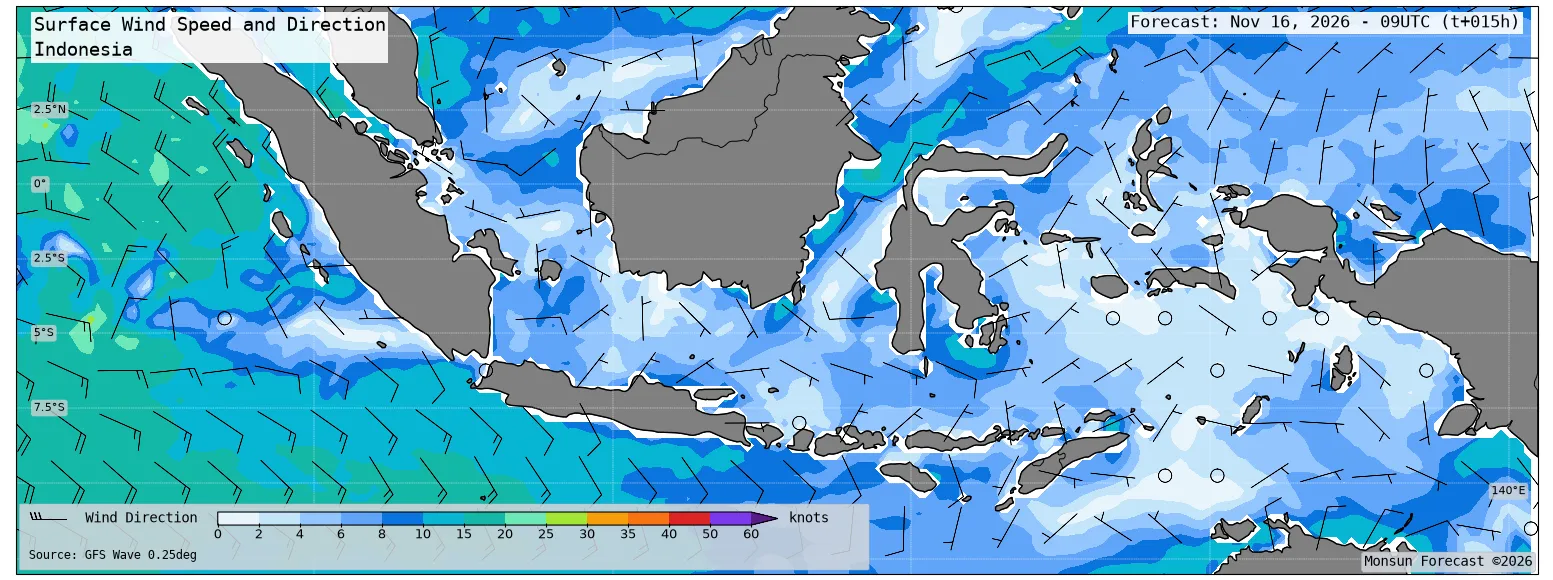 Surface Wind Speed and Direction
Indonesia
Forecast: Nov 16, 2026 - 09UTC (t+015h)
2.5°N
0°
2.5°S
5°S
7.5°S
140°E
Wind Direction
knots
0 2 4 6 8 10 15 20 25 30 40 50 60
Source: GFS Wave 0.25deg
Monsun Forecast ©2026